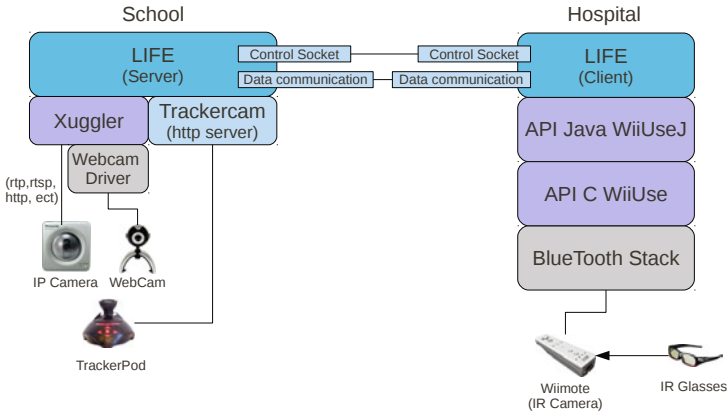 School
Hospital
LIFE
(Server)
Control Socket
Control Socket
Data communication
Data communication
LIFE
(Client)
Xuggler
Trackercam
(http server)
API Java WiiUseJ
Webcam
Driver
(rtp,rtsp,
http, ect)
API C WiiUse
BlueTooth Stack
IP Camera
WebCam
TrackerPod
Wiimote
(IR Camera)
IR Glasses